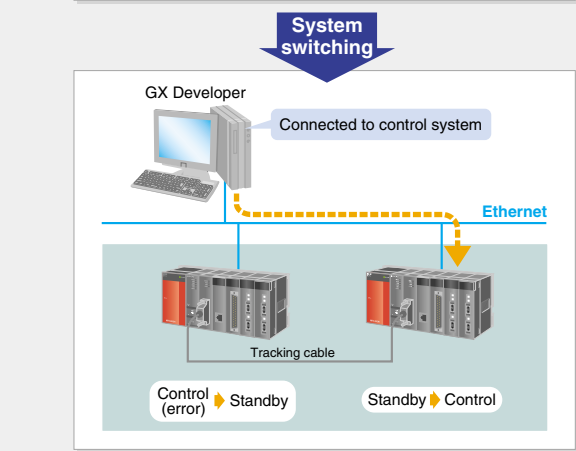 System
switching
GX Developer
Connected to control system
Ethernet
Tracking cable
Control
(error)
Standby
Standby
Control